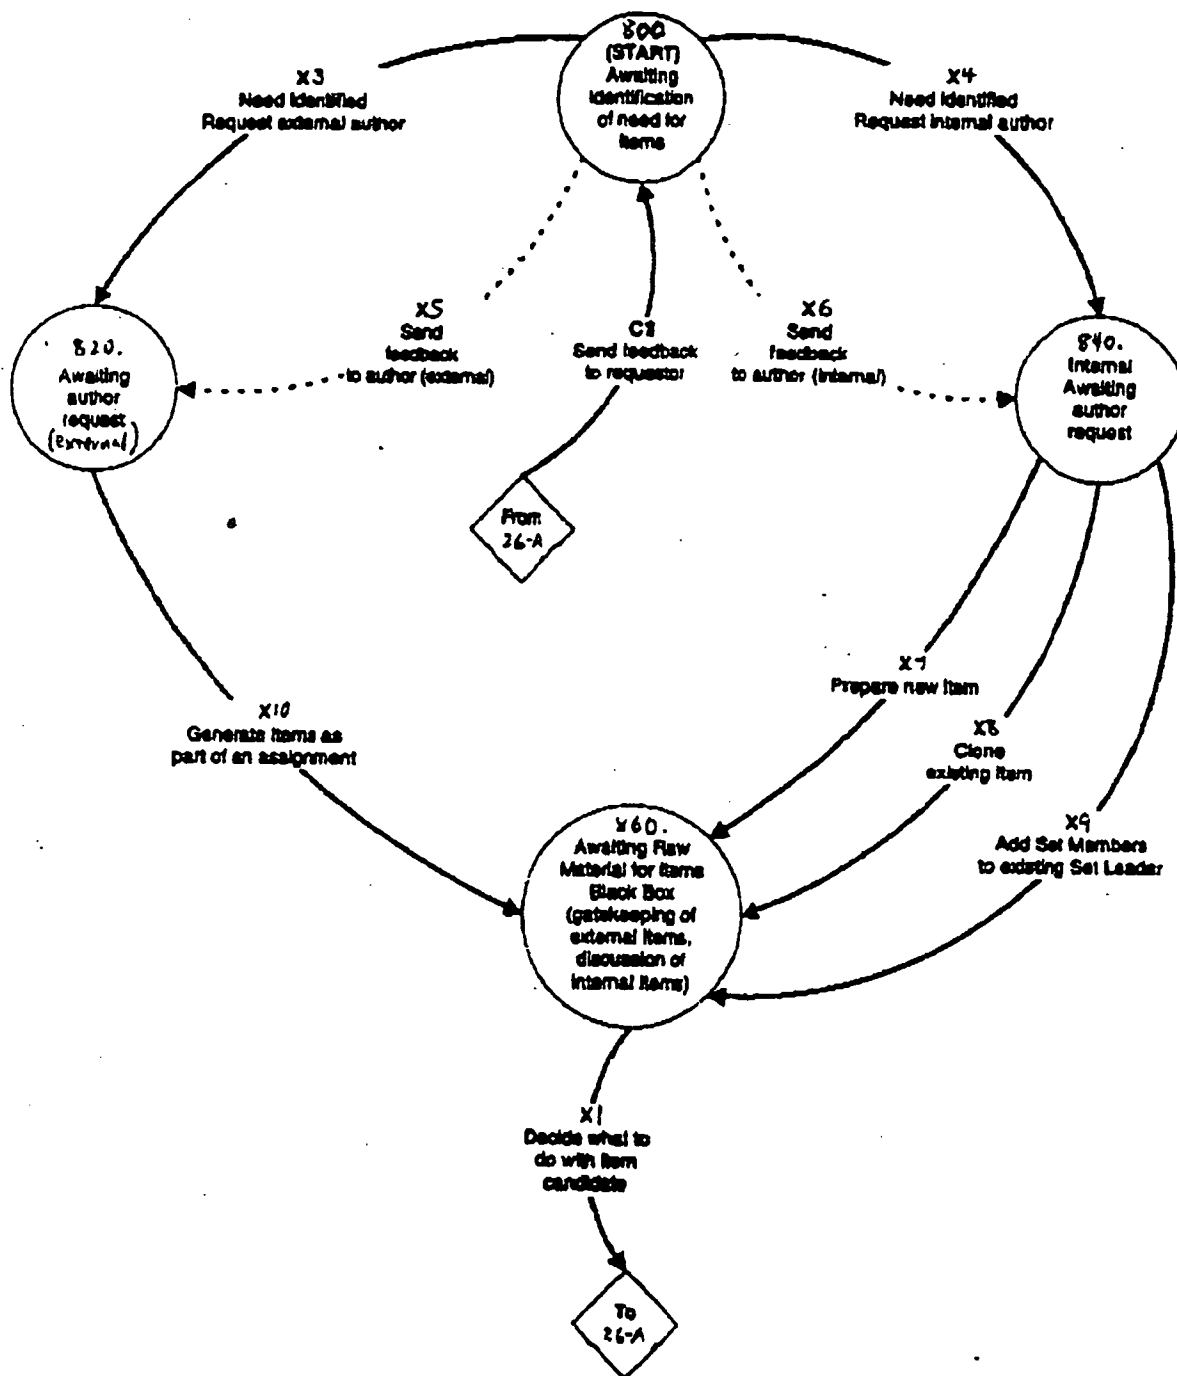 800
(START)
Awaiting
identification
of need for
items
X3
Need identified
Request external author
X4
Need identified
Request internal author
X5
Send
feedback
to author (external)
C8
Send feedback
to requestor
X6
Send
feedback
to author (internal)
820.
Awaiting
author
request
(External)
840.
Internal
Awaiting
author
request
From
26-A
X7
Prepare new item
X8
Clone
existing item
X9
Add Set Members
to existing Set Leader
X10
Generate items as
part of an assignment
860.
Awaiting Raw
Material for items
Black Box
(gatekeeping of
external items,
discussion of
internal items)
X1
Decide what to
do with item
candidate
To
26-A